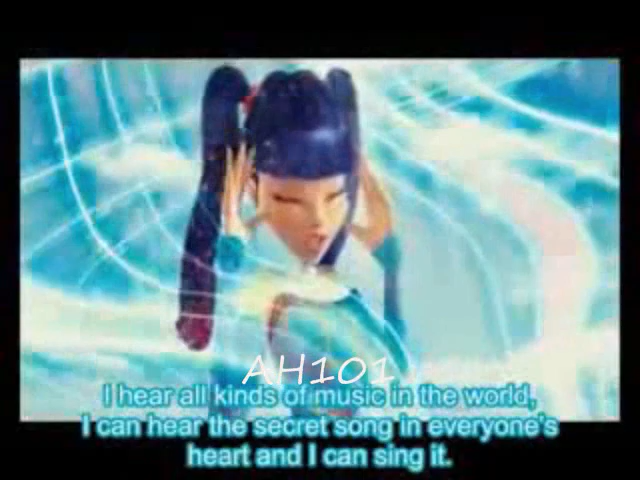 AH101
I hear all kinds of music in the world,
I can hear the secret song in everyone's
heart and I can sing it.